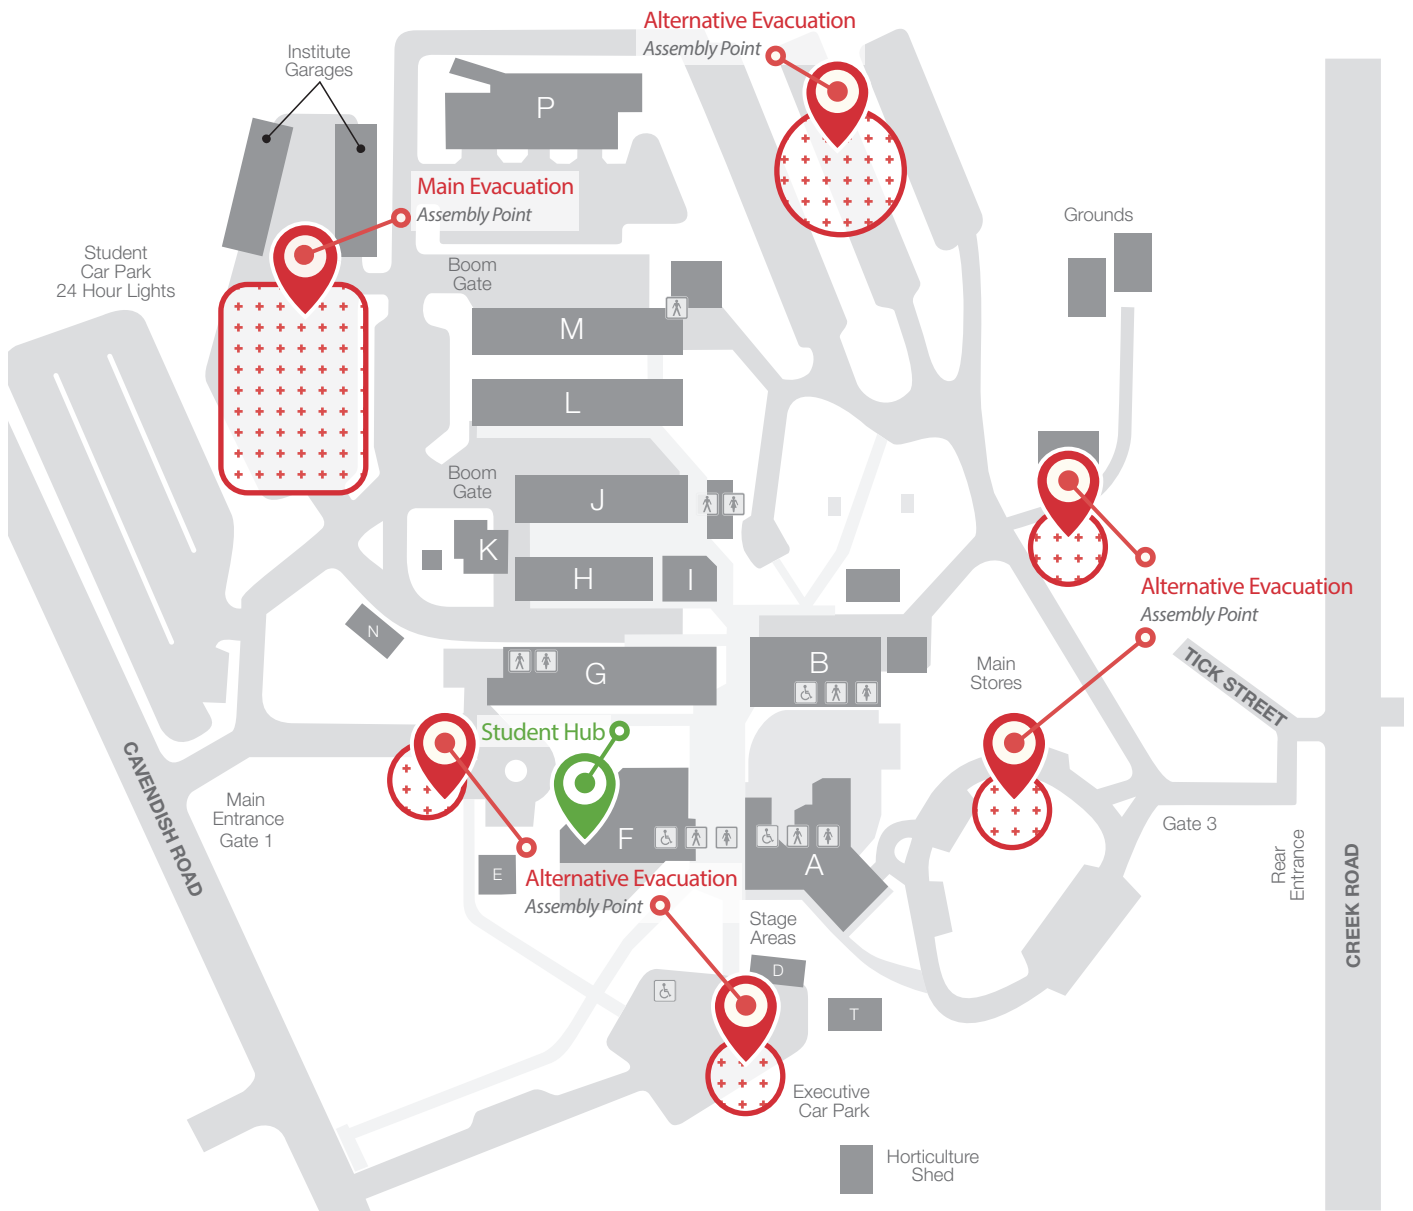 Alternative Evacuation
Assembly Point
Institute
Garages
P
Main Evacuation
Assembly Point
Grounds
Student
Car Park
24 Hour Lights
Boom
Gate
M
L
Boom
Gate
J
K
H
I
Alternative Evacuation
Assembly Point
N
G
B
Main
Stores
TICK STREET
Student Hub
CAVENDISH ROAD
Main
Entrance
Gate 1
F
A
Gate 3
Rear
Entrance
CREEK ROAD
E
Alternative Evacuation
Assembly Point
Stage
Areas
D
T
Executive
Car Park
Horticulture
Shed